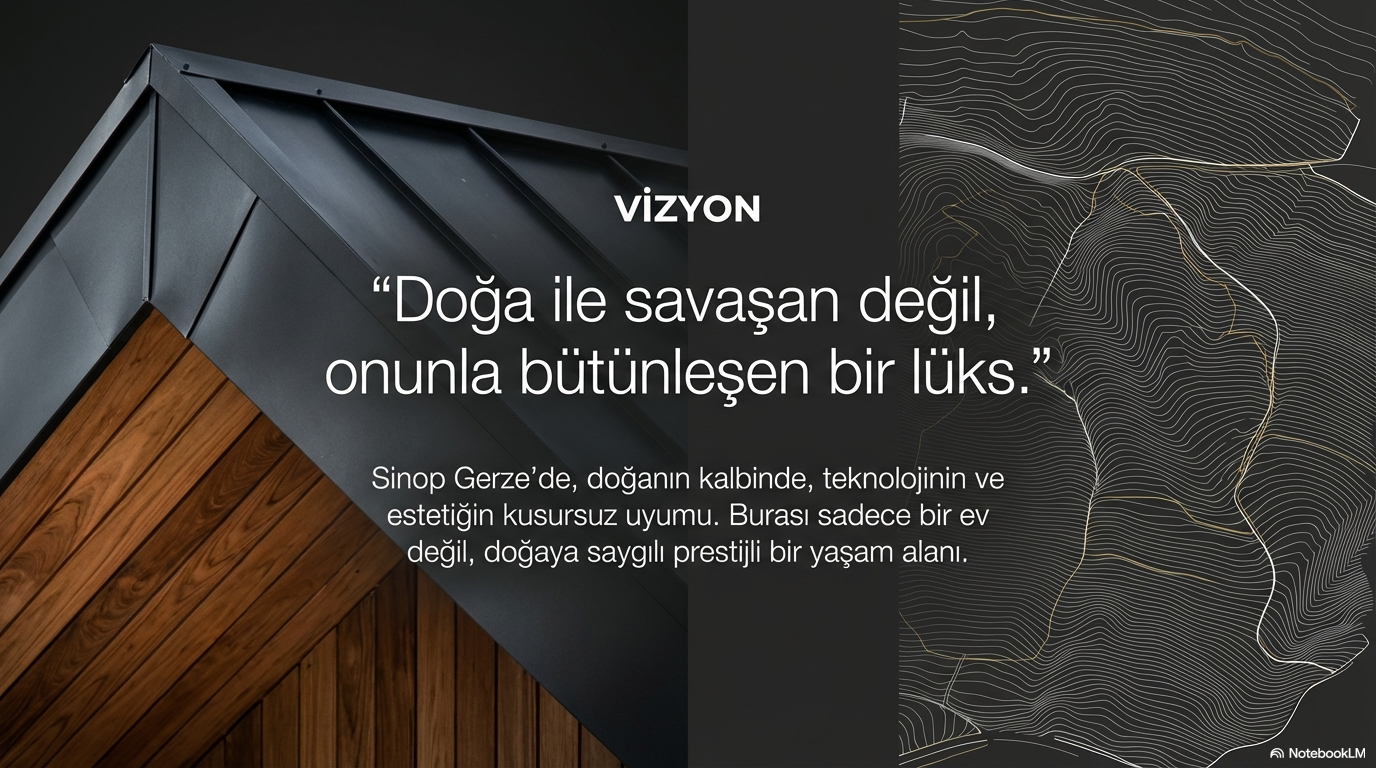 VİZYON
“Doğa ile savaşan değil,
onunla bütünleşen bir lüks.”
Sinop Gerze’de, doğanın kalbinde, teknolojinin ve
estetiğin kusursuz uyumu. Burası sadece bir ev
değil, doğaya saygılı prestijli bir yaşam alanı.
NotebookLM